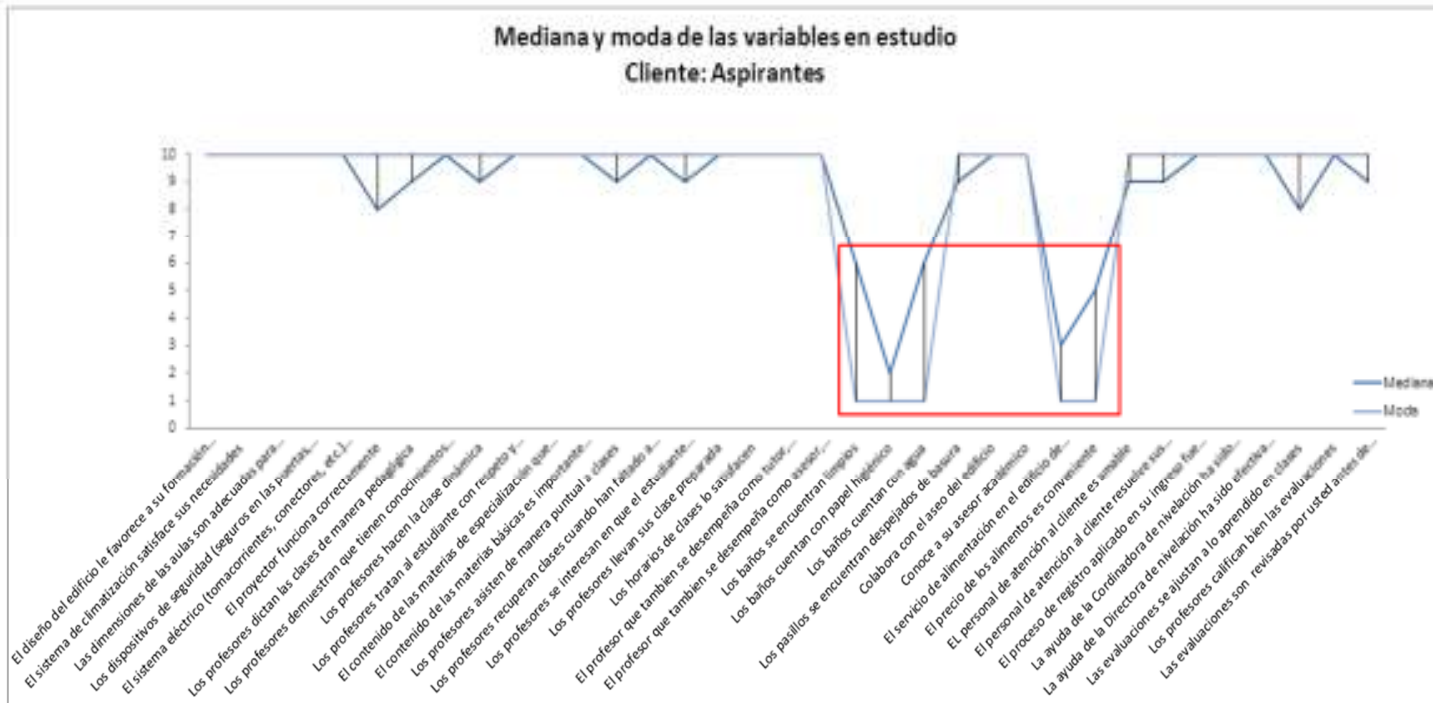 Mediana y moda de las variables en estudio
Cliente: Aspirantes
10
9
8
7
6
5
4
3
2
1
0
Mediana
Moda
El diseño del edificio le favorece a su formación...
El sistema de climatización satisface sus necesidades
Las dimensiones de las aulas son adecuadas para...
Los dispositivos de seguridad (seguros en las puertas,...
El sistema eléctrico (tomacorrientes, conectores, etc.)...
El proyector funciona correctamente
Los profesores dictan las clases de manera pedagógica
Los profesores demuestran que tienen conocimientos...
Los profesores hacen la clase dinámica
Los profesores tratan al estudiante con respeto y...
El contenido de las materias de especialización que...
El contenido de las materias básicas es importante
Los profesores asisten de manera puntual a clases
Los profesores recuperan clases cuando han faltado a...
Los profesores se interesan en que el estudiante...
Los profesores llevan sus clase preparada
Los horarios de clases lo satisfacen
El profesor que tambien se desempeña como tutor,...
El profesor que tambien se desempeña como asesor,...
Los baños se encuentran limpios
Los baños cuentan con papel higiénico
Los baños cuentan con agua
Los pasillos se encuentran despejados de basura
Colabora con el aseo del edificio
Conoce a su asesor académico
El servicio de alimentación en el edificio de...
El precio de los alimentos es conveniente
EL personal de atención al cliente es amable
El personal de atención al cliente resuelve sus...
El proceso de registro aplicado en su ingreso fue...
La ayuda de la Cordinadora de nivelación ha sido...
La ayuda de la Directora de nivelación ha sido efectiva...
Las evaluaciones se ajustan a lo aprendido en clases
Los profesores califican bien las evaluaciones
Las evaluaciones son revisadas por usted antes de...